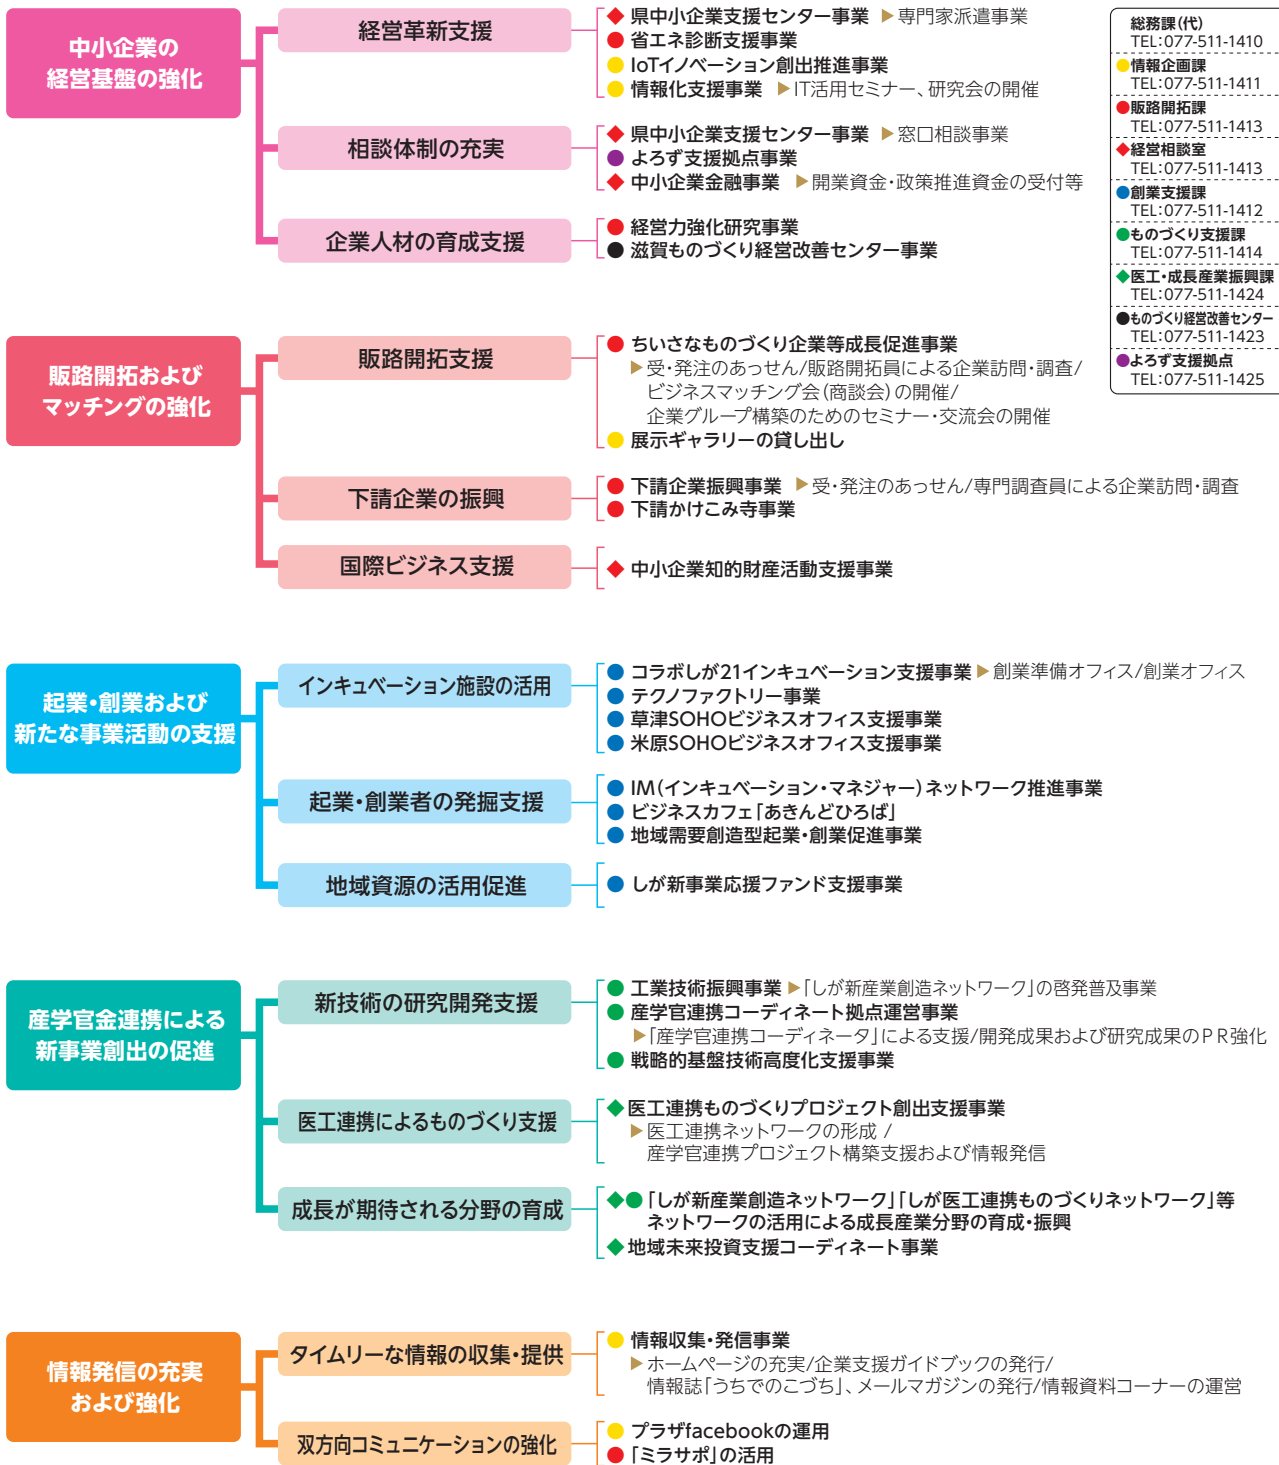 中小企業の
経営基盤の強化
経営革新支援
◆ 県中小企業支援センター事業 ▶専門家派遣事業
● 省エネ診断支援事業
● IoTイノベーション創出推進事業
● 情報化支援事業 ▶IT活用セミナー、研究会の開催
相談体制の充実
◆ 県中小企業支援センター事業 ▶窓口相談事業
● よろず支援拠点事業
◆ 中小企業金融事業 ▶開業資金・政策推進資金の受付等
企業人材の育成支援
● 経営力強化研究事業
● 滋賀ものづくり経営改善センター事業
総務課(代)
TEL:077-511-1410
●情報企画課
TEL:077-511-1411
●販路開拓課
TEL:077-511-1413
◆経営相談室
TEL:077-511-1413
●創業支援課
TEL:077-511-1412
●ものづくり支援課
TEL:077-511-1414
◆医工・成長産業振興課
TEL:077-511-1424
●ものづくり経営改善センター
TEL:077-511-1423
●よろず支援拠点
TEL:077-511-1425
販路開拓および
マッチングの強化
販路開拓支援
● ちいさなものづくり企業等成長促進事業
▶受・発注のあっせん/販路開拓員による企業訪問・調査/
ビジネスマッチング会(商談会)の開催/
企業グループ構築のためのセミナー・交流会の開催
● 展示ギャラリーの貸し出し
下請企業の振興
● 下請企業振興事業 ▶受・発注のあっせん/専門調査員による企業訪問・調査
● 下請かけこみ寺事業
国際ビジネス支援
◆ 中小企業知的財産活動支援事業
起業・創業および
新たな事業活動の支援
インキュベーション施設の活用
● コラボしが21インキュベーション支援事業 ▶創業準備オフィス/創業オフィス
● テクノファクトリー事業
● 草津SOHOビジネスオフィス支援事業
● 米原SOHOビジネスオフィス支援事業
起業・創業者の発掘支援
● IM(インキュベーション・マネジャー)ネットワーク推進事業
● ビジネスカフェ「あきんどひろば」
● 地域需要創造型起業・創業促進事業
地域資源の活用促進
● しが新事業応援ファンド支援事業
産学官金連携による
新事業創出の促進
新技術の研究開発支援
● 工業技術振興事業 ▶「しが新産業創造ネットワーク」の啓発普及事業
● 産学官連携コーディネート拠点運営事業
▶「産学官連携コーディネータ」による支援/開発成果および研究成果のPR強化
● 戦略的基盤技術高度化支援事業
医工連携によるものづくり支援
◆医工連携ものづくりプロジェクト創出支援事業
▶医工連携ネットワークの形成 /
産学官連携プロジェクト構築支援および情報発信
成長が期待される分野の育成
◆●「しが新産業創造ネットワーク」「しが医工連携ものづくりネットワーク」等
ネットワークの活用による成長産業分野の育成・振興
◆地域未来投資支援コーディネート事業
情報発信の充実
および強化
タイムリーな情報の収集・提供
● 情報収集・発信事業
▶ホームページの充実/企業支援ガイドブックの発行/
情報誌「うちでのこづち」、メールマガジンの発行/情報資料コーナーの運営
双方向コミュニケーションの強化
● プラザfacebookの運用
● 「ミラサポ」の活用